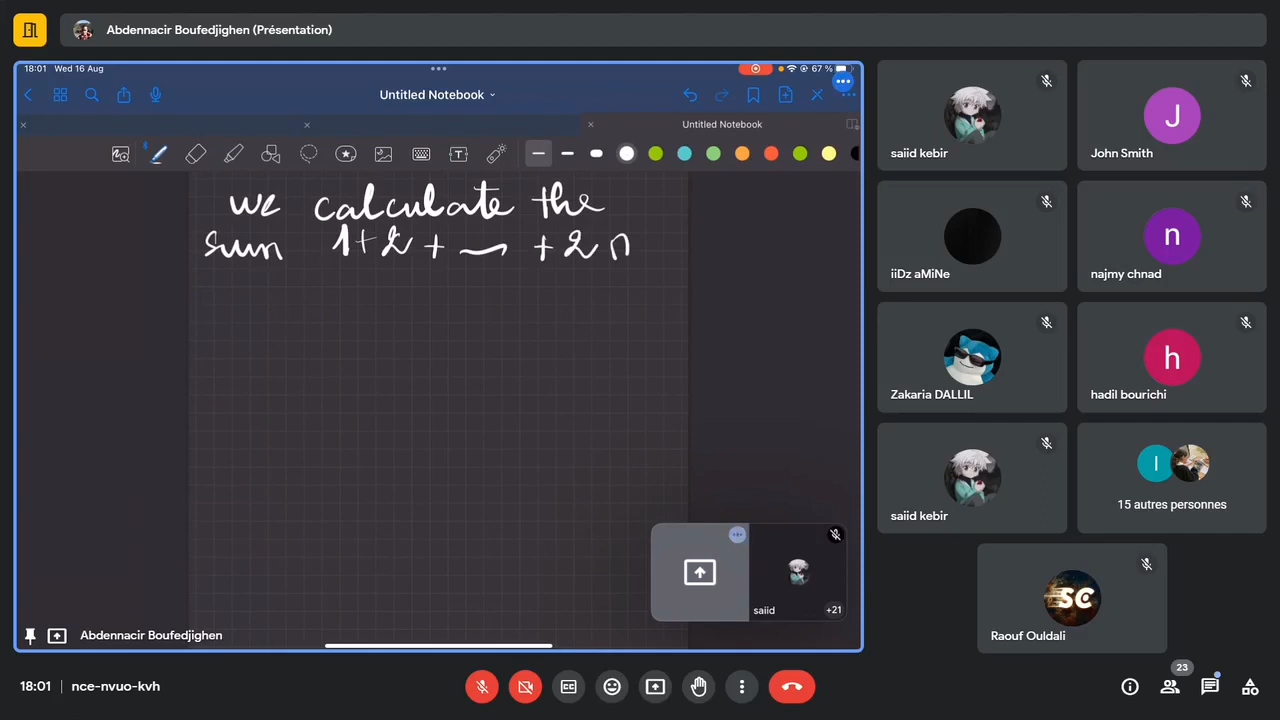 Abdennacir Boufedjighen (Présentation)
18:01 Wed 16 Aug
67 %
Untitled Notebook
Untitled Notebook
we calculate the
sum 1+2 + ⁓ + 2n
saiid
+21
Abdennacir Boufedjighen
saiid kebir
J
John Smith
iiDz aMiNe
n
najmy chnad
Zakaria DALLIL
h
hadil bourichi
saiid kebir
I
15 autres personnes
SC
Raouf Ouldali
18:01 | nce-nvuo-kvh
23